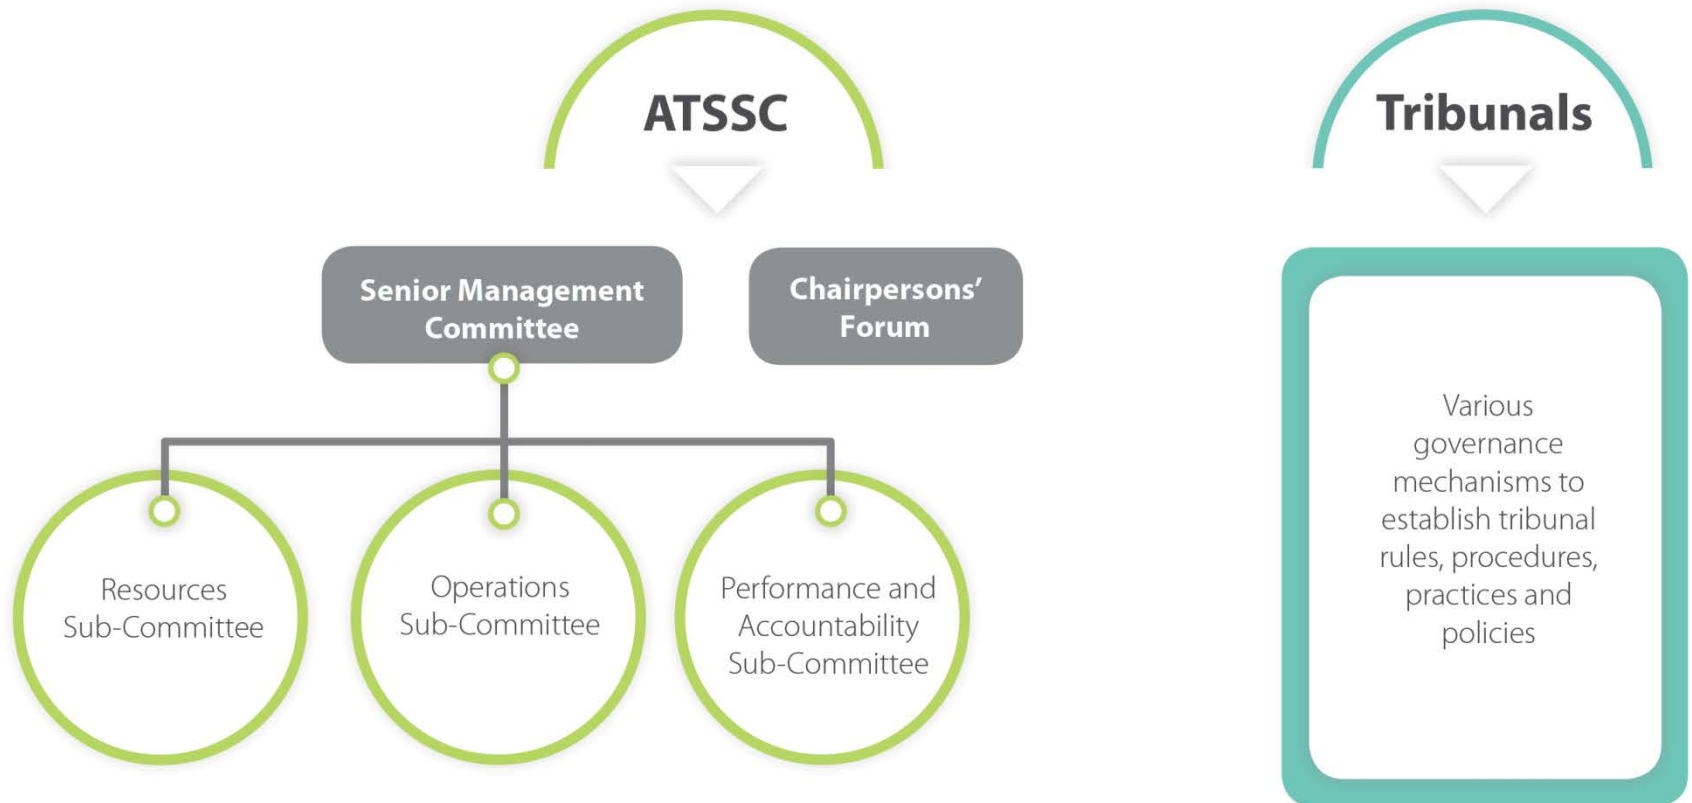 ATSSC
Tribunals
Senior Management
Committee
Chairpersons’
Forum
Resources
Sub-Committee
Operations
Sub-Committee
Performance and
Accountability
Sub-Committee
Various
governance
mechanisms to
establish tribunal
rules, procedures,
practices and
policies